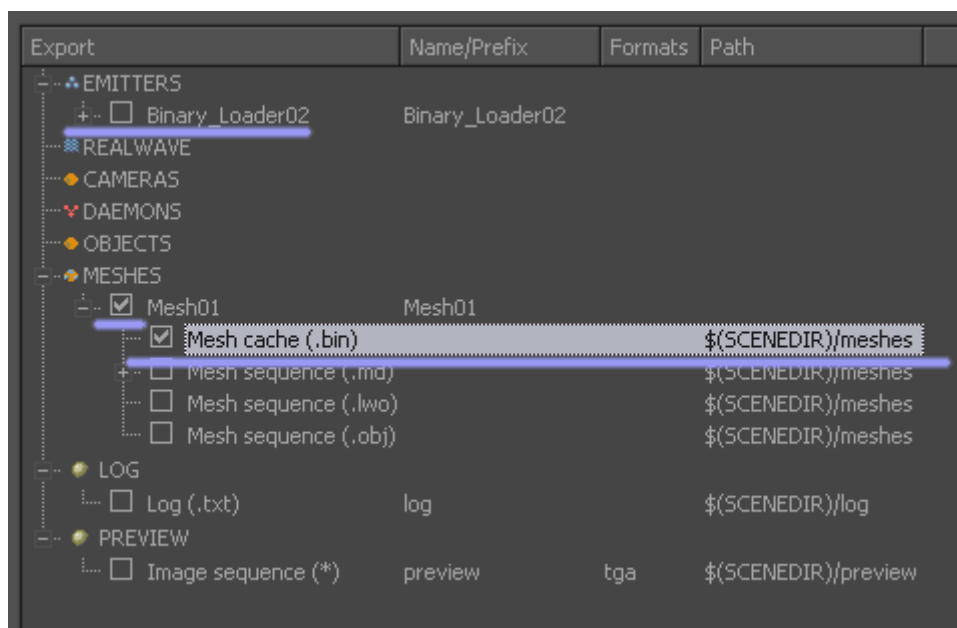 Export Name/Prefix Formats Path
EMITTERS
Binary_Loader02 Binary_Loader02
REALWAVE
CAMERAS
DAEMONS
OBJECTS
MESHES
Mesh01 Mesh01
Mesh cache (.bin) $(SCENEDIR)/meshes
Mesh sequence (.md) $(SCENEDIR)/meshes
Mesh sequence (.lwo) $(SCENEDIR)/meshes
Mesh sequence (.obj) $(SCENEDIR)/meshes
LOG
Log (.txt) log $(SCENEDIR)/log
PREVIEW
Image sequence (*) preview tga $(SCENEDIR)/preview